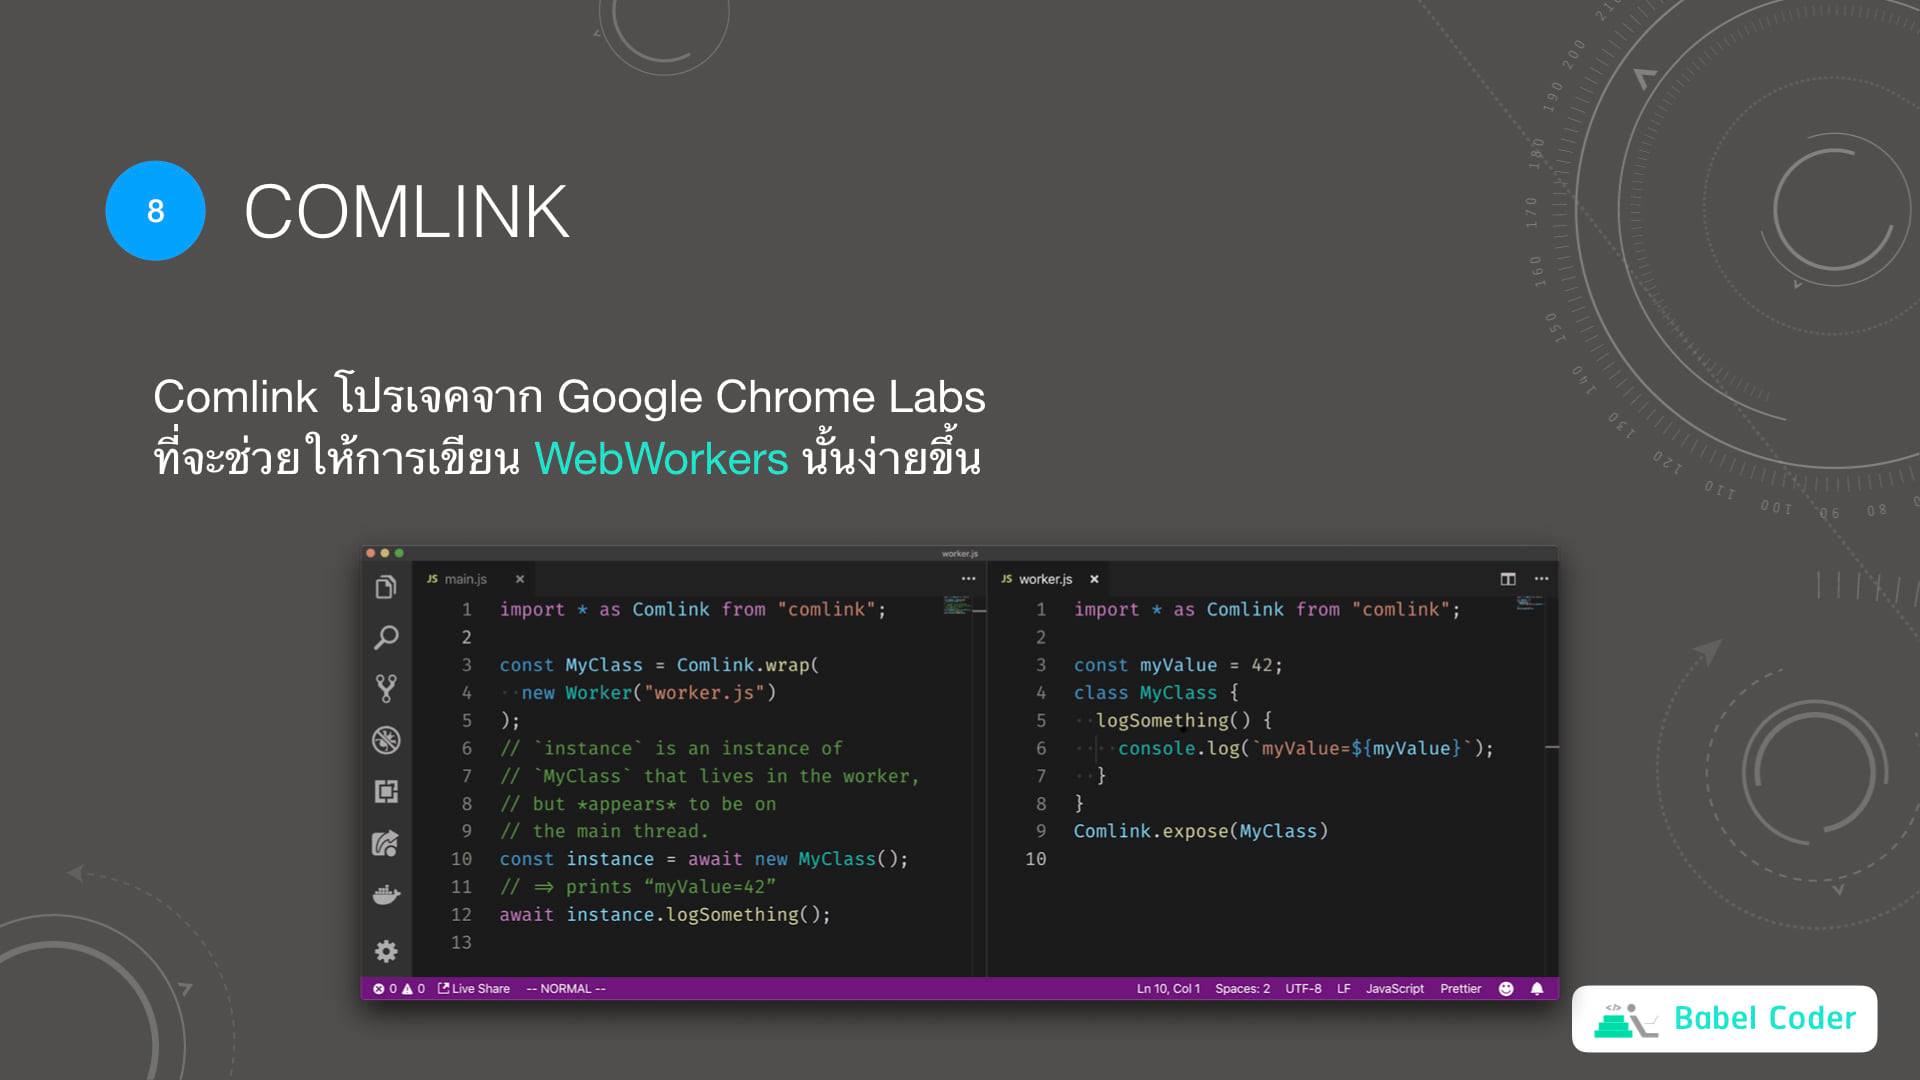 8
COMLINK
Comlink โปรเจคจาก Google Chrome Labs
ที่จะช่วยให้การเขียน WebWorkers นั้นง่ายขึ้น
worker.js
JS main.js × ···
1 import * as Comlink from "comlink";
2
3 const MyClass = Comlink.wrap(
4 ··new Worker("worker.js")
5 );
6 // `instance` is an instance of
7 // `MyClass` that lives in the worker,
8 // but *appears* to be on
9 // the main thread.
10 const instance = await new MyClass();
11 // => prints “myValue=42”
12 await instance.logSomething();
13
JS worker.js × ···
1 import * as Comlink from "comlink";
2
3 const myValue = 42;
4 class MyClass {
5 ··logSomething() {
6 ····console.log(`myValue=${myValue}`);
7 ··}
8 }
9 Comlink.expose(MyClass)
10
0 0 Live Share -- NORMAL --
Ln 10, Col 1 Spaces: 2 UTF-8 LF JavaScript Prettier
</> Babel Coder
200
190
180
170
160
150
140
130
120
110
100
90
80